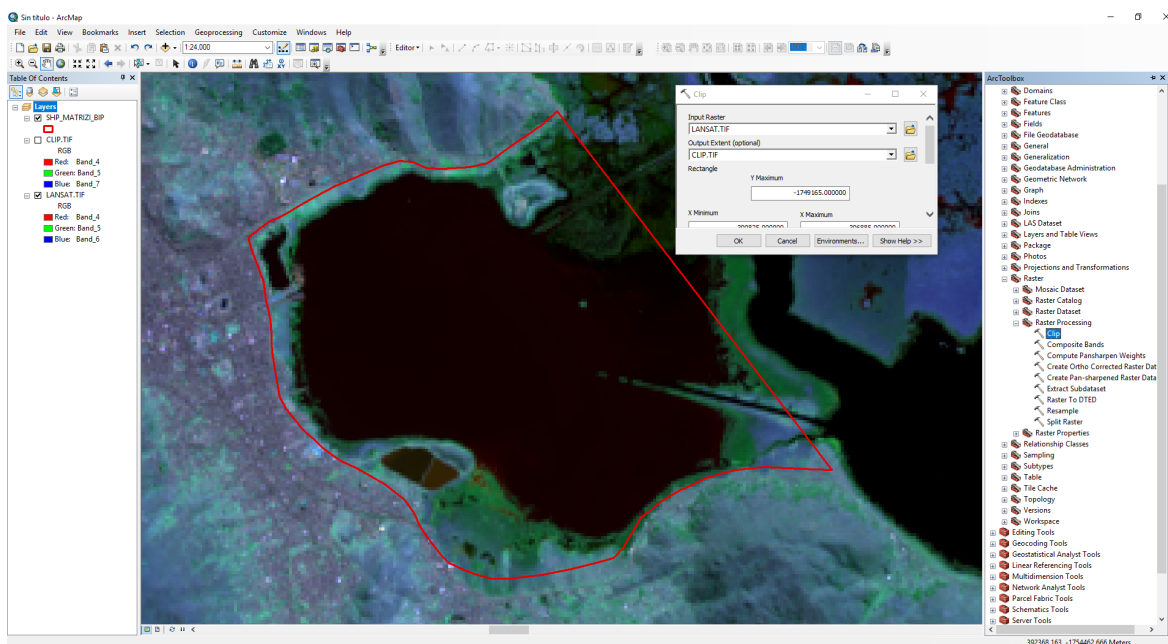 Sin titulo - ArcMap
File Edit View Bookmarks Insert Selection Geoprocessing Customize Windows Help
1:24,000
Editor
Table Of Contents
Layers
SHP_MATRIZI_BIP
CLIP.TIF
RGB
Red: Band_4
Green: Band_5
Blue: Band_7
LANSAT.TIF
RGB
Red: Band_4
Green: Band_5
Blue: Band_6
Clip
Input Raster
LANSAT.TIF
Output Extent (optional)
CLIP.TIF
Rectangle
Y Maximum
-1749165.000000
X Minimum X Maximum
OK Cancel Environments... Show Help >>
ArcToolbox
Domains
Feature Class
Features
Fields
File Geodatabase
General
Generalization
Geodatabase Administration
Geometric Network
Graph
Indexes
Joins
LAS Dataset
Layers and Table Views
Package
Photos
Projections and Transformations
Raster
Mosaic Dataset
Raster Catalog
Raster Dataset
Raster Processing
Clip
Composite Bands
Compute Pansharpen Weights
Create Ortho Corrected Raster Dat
Create Pan-sharpened Raster Data
Extract Subdataset
Raster To DTED
Resample
Split Raster
Raster Properties
Relationship Classes
Sampling
Subtypes
Table
Tile Cache
Topology
Versions
Workspace
Editing Tools
Geocoding Tools
Geostatistical Analyst Tools
Linear Referencing Tools
Multidimension Tools
Network Analyst Tools
Parcel Fabric Tools
Schematics Tools
Server Tools
392368.163 -1754462.666 Meters